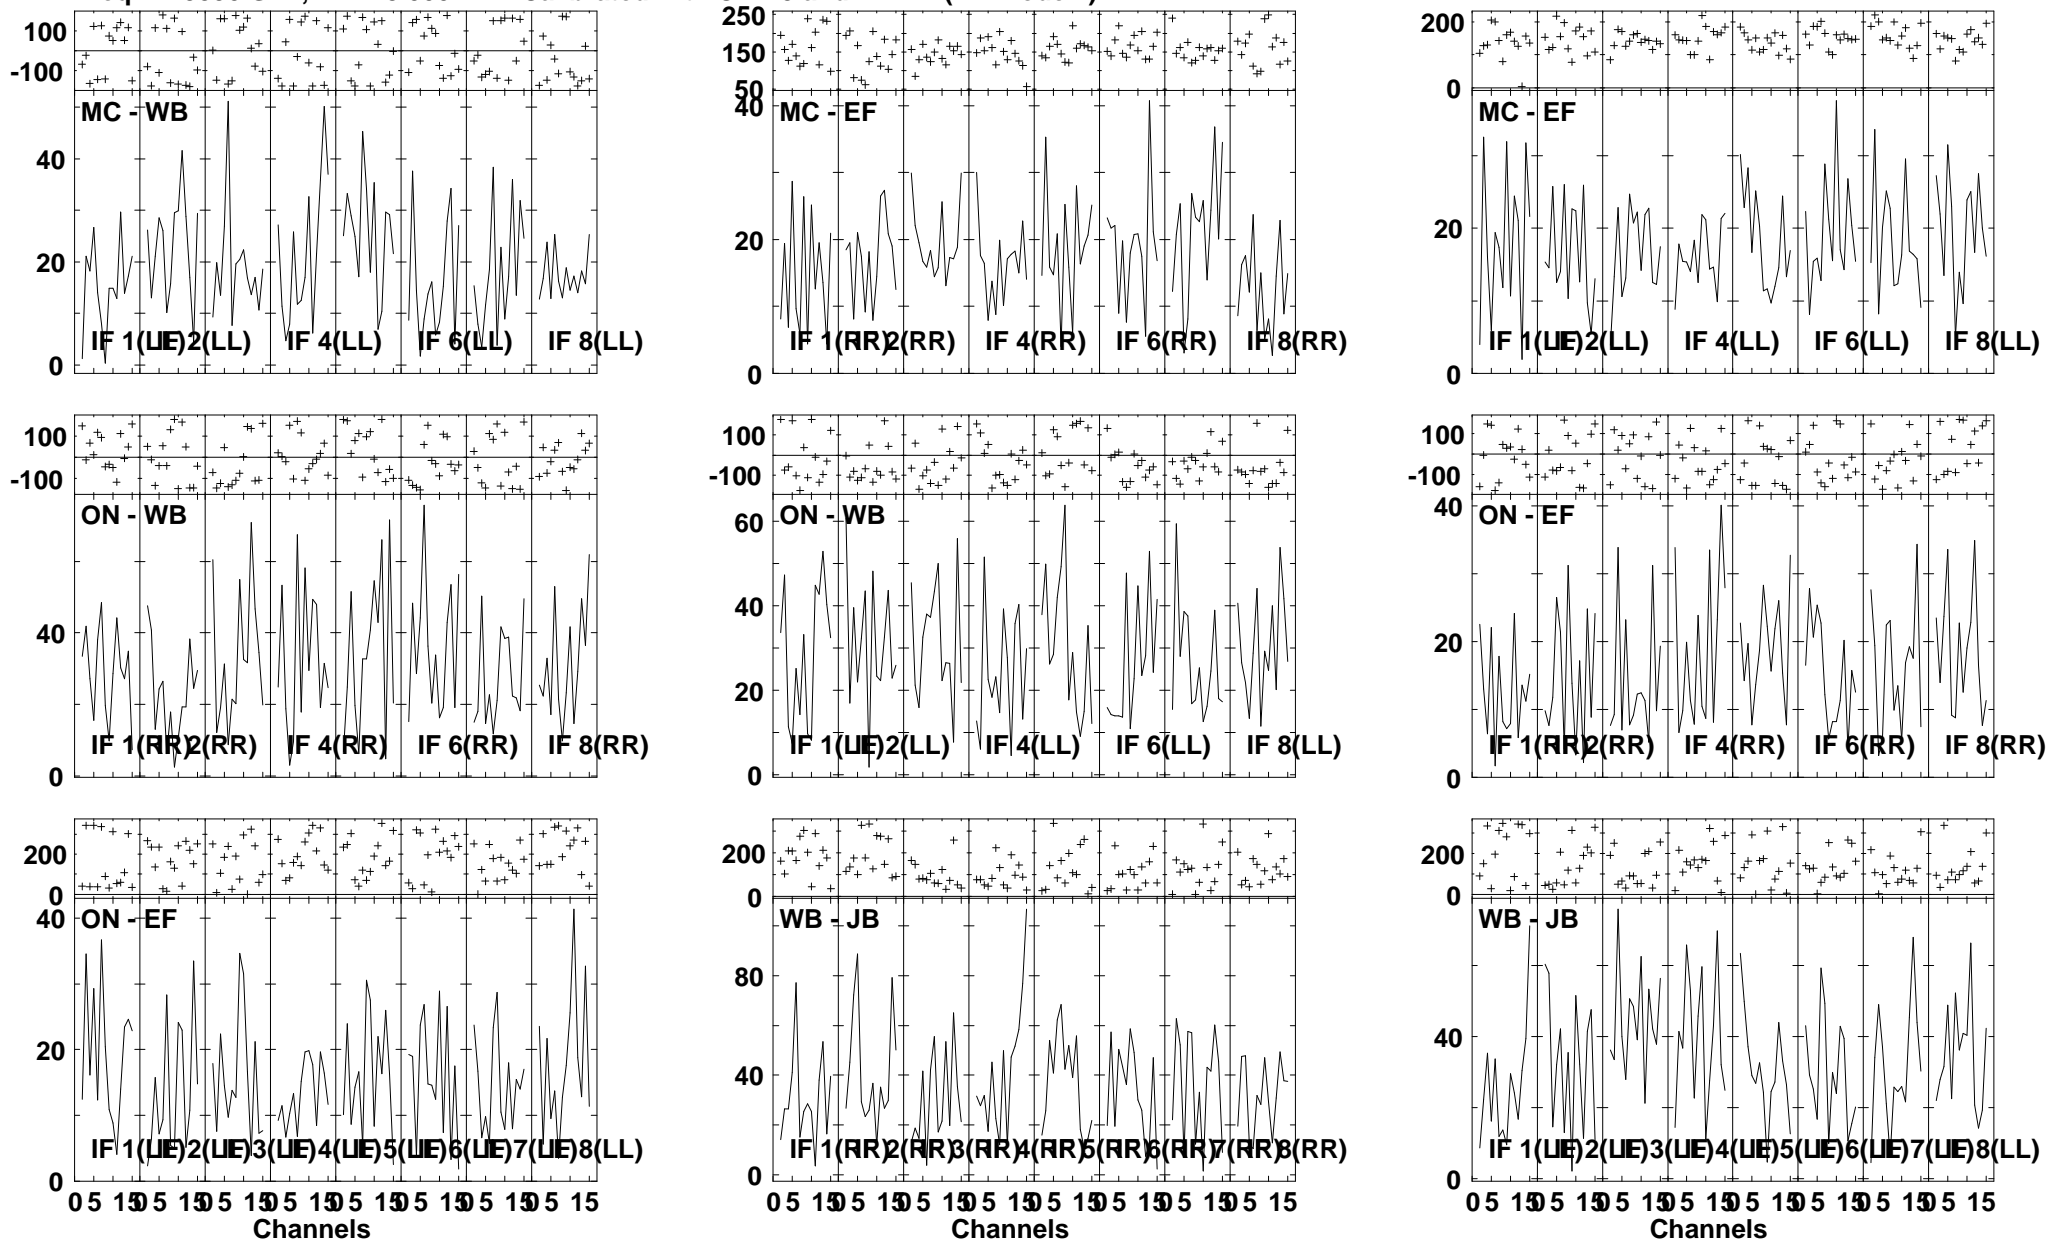 100 250 200
-100 150 0
50
MC - WB MC - EF MC - EF
40 40
20 20 20
0 0 0
IF 1(LL) IF 2(LL) IF 4(LL) IF 6(LL) IF 8(LL) IF 1(RR) IF 2(RR) IF 4(RR) IF 6(RR) IF 8(RR) IF 1(LL) IF 2(LL) IF 4(LL) IF 6(LL) IF 8(LL)
100 100 100
-100 -100 -100
ON - WB ON - WB ON - EF
40 60 40
40
20 20
0 0 0
IF 1(RR) IF 2(RR) IF 4(RR) IF 6(RR) IF 8(RR) IF 1(LL) IF 2(LL) IF 4(LL) IF 6(LL) IF 8(LL) IF 1(RR) IF 2(RR) IF 4(RR) IF 6(RR) IF 8(RR)
200 200 200
0 0 0
ON - EF WB - JB WB - JB
40 80 40
20 40
0 0 0
IF 1(LL) IF 2(LL) IF 3(LL) IF 4(LL) IF 5(LL) IF 6(LL) IF 7(LL) IF 8(LL) IF 1(RR) IF 2(RR) IF 3(RR) IF 4(RR) IF 5(RR) IF 6(RR) IF 7(RR) IF 8(RR) IF 1(LL) IF 2(LL) IF 3(LL) IF 4(LL) IF 5(LL) IF 6(LL) IF 7(LL) IF 8(LL)
0 5 15 0 5 15 0 5 15 0 5 15 0 5 15 0 5 15 0 5 15 0 5 15 0 5 15 0 5 15 0 5 15 0 5 15 0 5 15 0 5 15 0 5 15 0 5 15 0 5 15 0 5 15 0 5 15 0 5 15 0 5 15 0 5 15 0 5 15 0 5 15
Channels Channels Channels